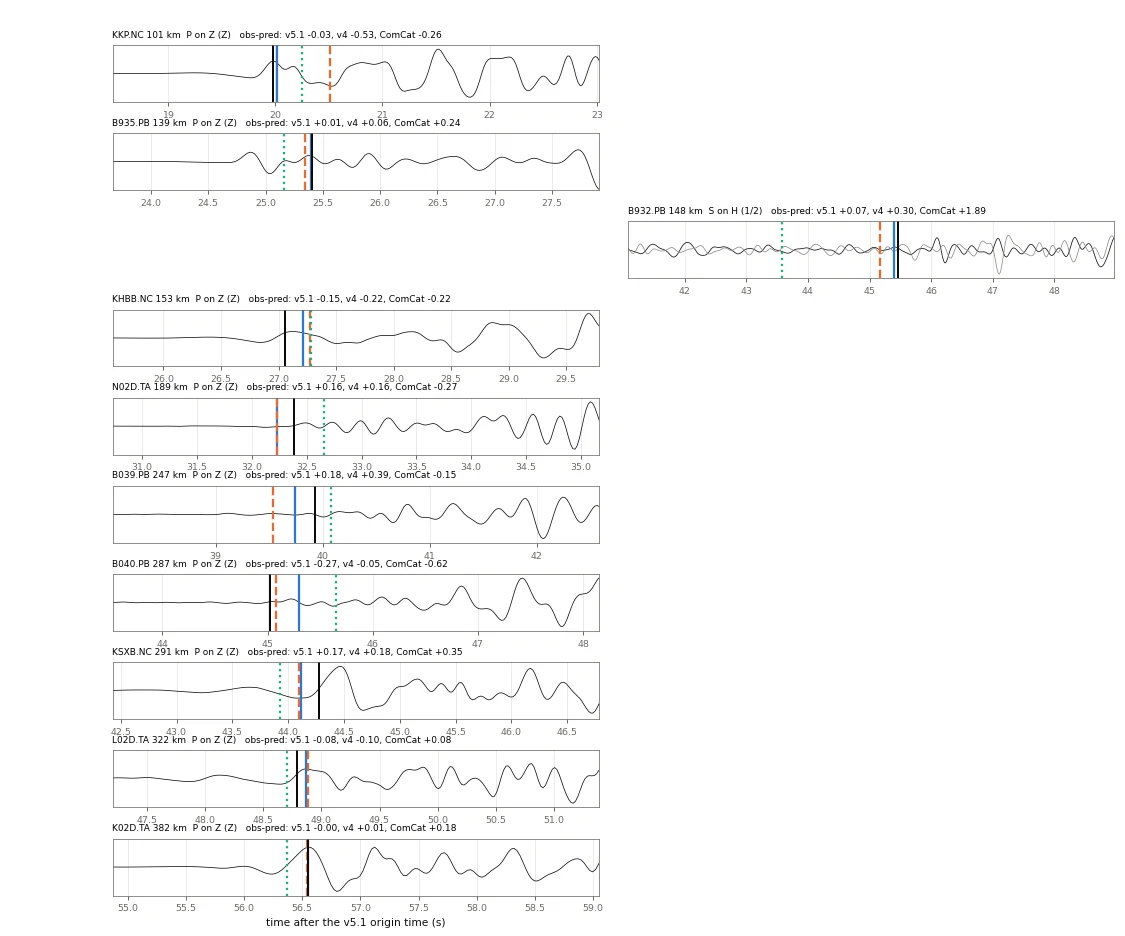 KKP.NC 101 km P on Z (Z) obs-pred: v5.1 -0.03, v4 -0.53, ComCat -0.26
19 20 21 22 23
B935.PB 139 km P on Z (Z) obs-pred: v5.1 +0.01, v4 +0.06, ComCat +0.24
24.0 24.5 25.0 25.5 26.0 26.5 27.0 27.5
B932.PB 148 km S on H (1/2) obs-pred: v5.1 +0.07, v4 +0.30, ComCat +1.89
42 43 44 45 46 47 48
KHBB.NC 153 km P on Z (Z) obs-pred: v5.1 -0.15, v4 -0.22, ComCat -0.22
26.0 26.5 27.0 27.5 28.0 28.5 29.0 29.5
N02D.TA 189 km P on Z (Z) obs-pred: v5.1 +0.16, v4 +0.16, ComCat -0.27
31.0 31.5 32.0 32.5 33.0 33.5 34.0 34.5 35.0
B039.PB 247 km P on Z (Z) obs-pred: v5.1 +0.18, v4 +0.39, ComCat -0.15
39 40 41 42
B040.PB 287 km P on Z (Z) obs-pred: v5.1 -0.27, v4 -0.05, ComCat -0.62
44 45 46 47 48
KSXB.NC 291 km P on Z (Z) obs-pred: v5.1 +0.17, v4 +0.18, ComCat +0.35
42.5 43.0 43.5 44.0 44.5 45.0 45.5 46.0 46.5
L02D.TA 322 km P on Z (Z) obs-pred: v5.1 -0.08, v4 -0.10, ComCat +0.08
47.5 48.0 48.5 49.0 49.5 50.0 50.5 51.0
K02D.TA 382 km P on Z (Z) obs-pred: v5.1 -0.00, v4 +0.01, ComCat +0.18
55.0 55.5 56.0 56.5 57.0 57.5 58.0 58.5 59.0
time after the v5.1 origin time (s)